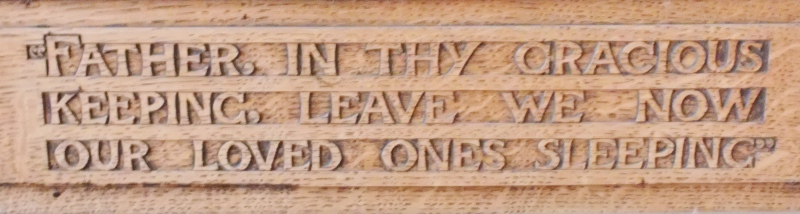 “FATHER. IN THY GRACIOUS
KEEPING. LEAVE WE NOW
OUR LOVED ONES SLEEPING”